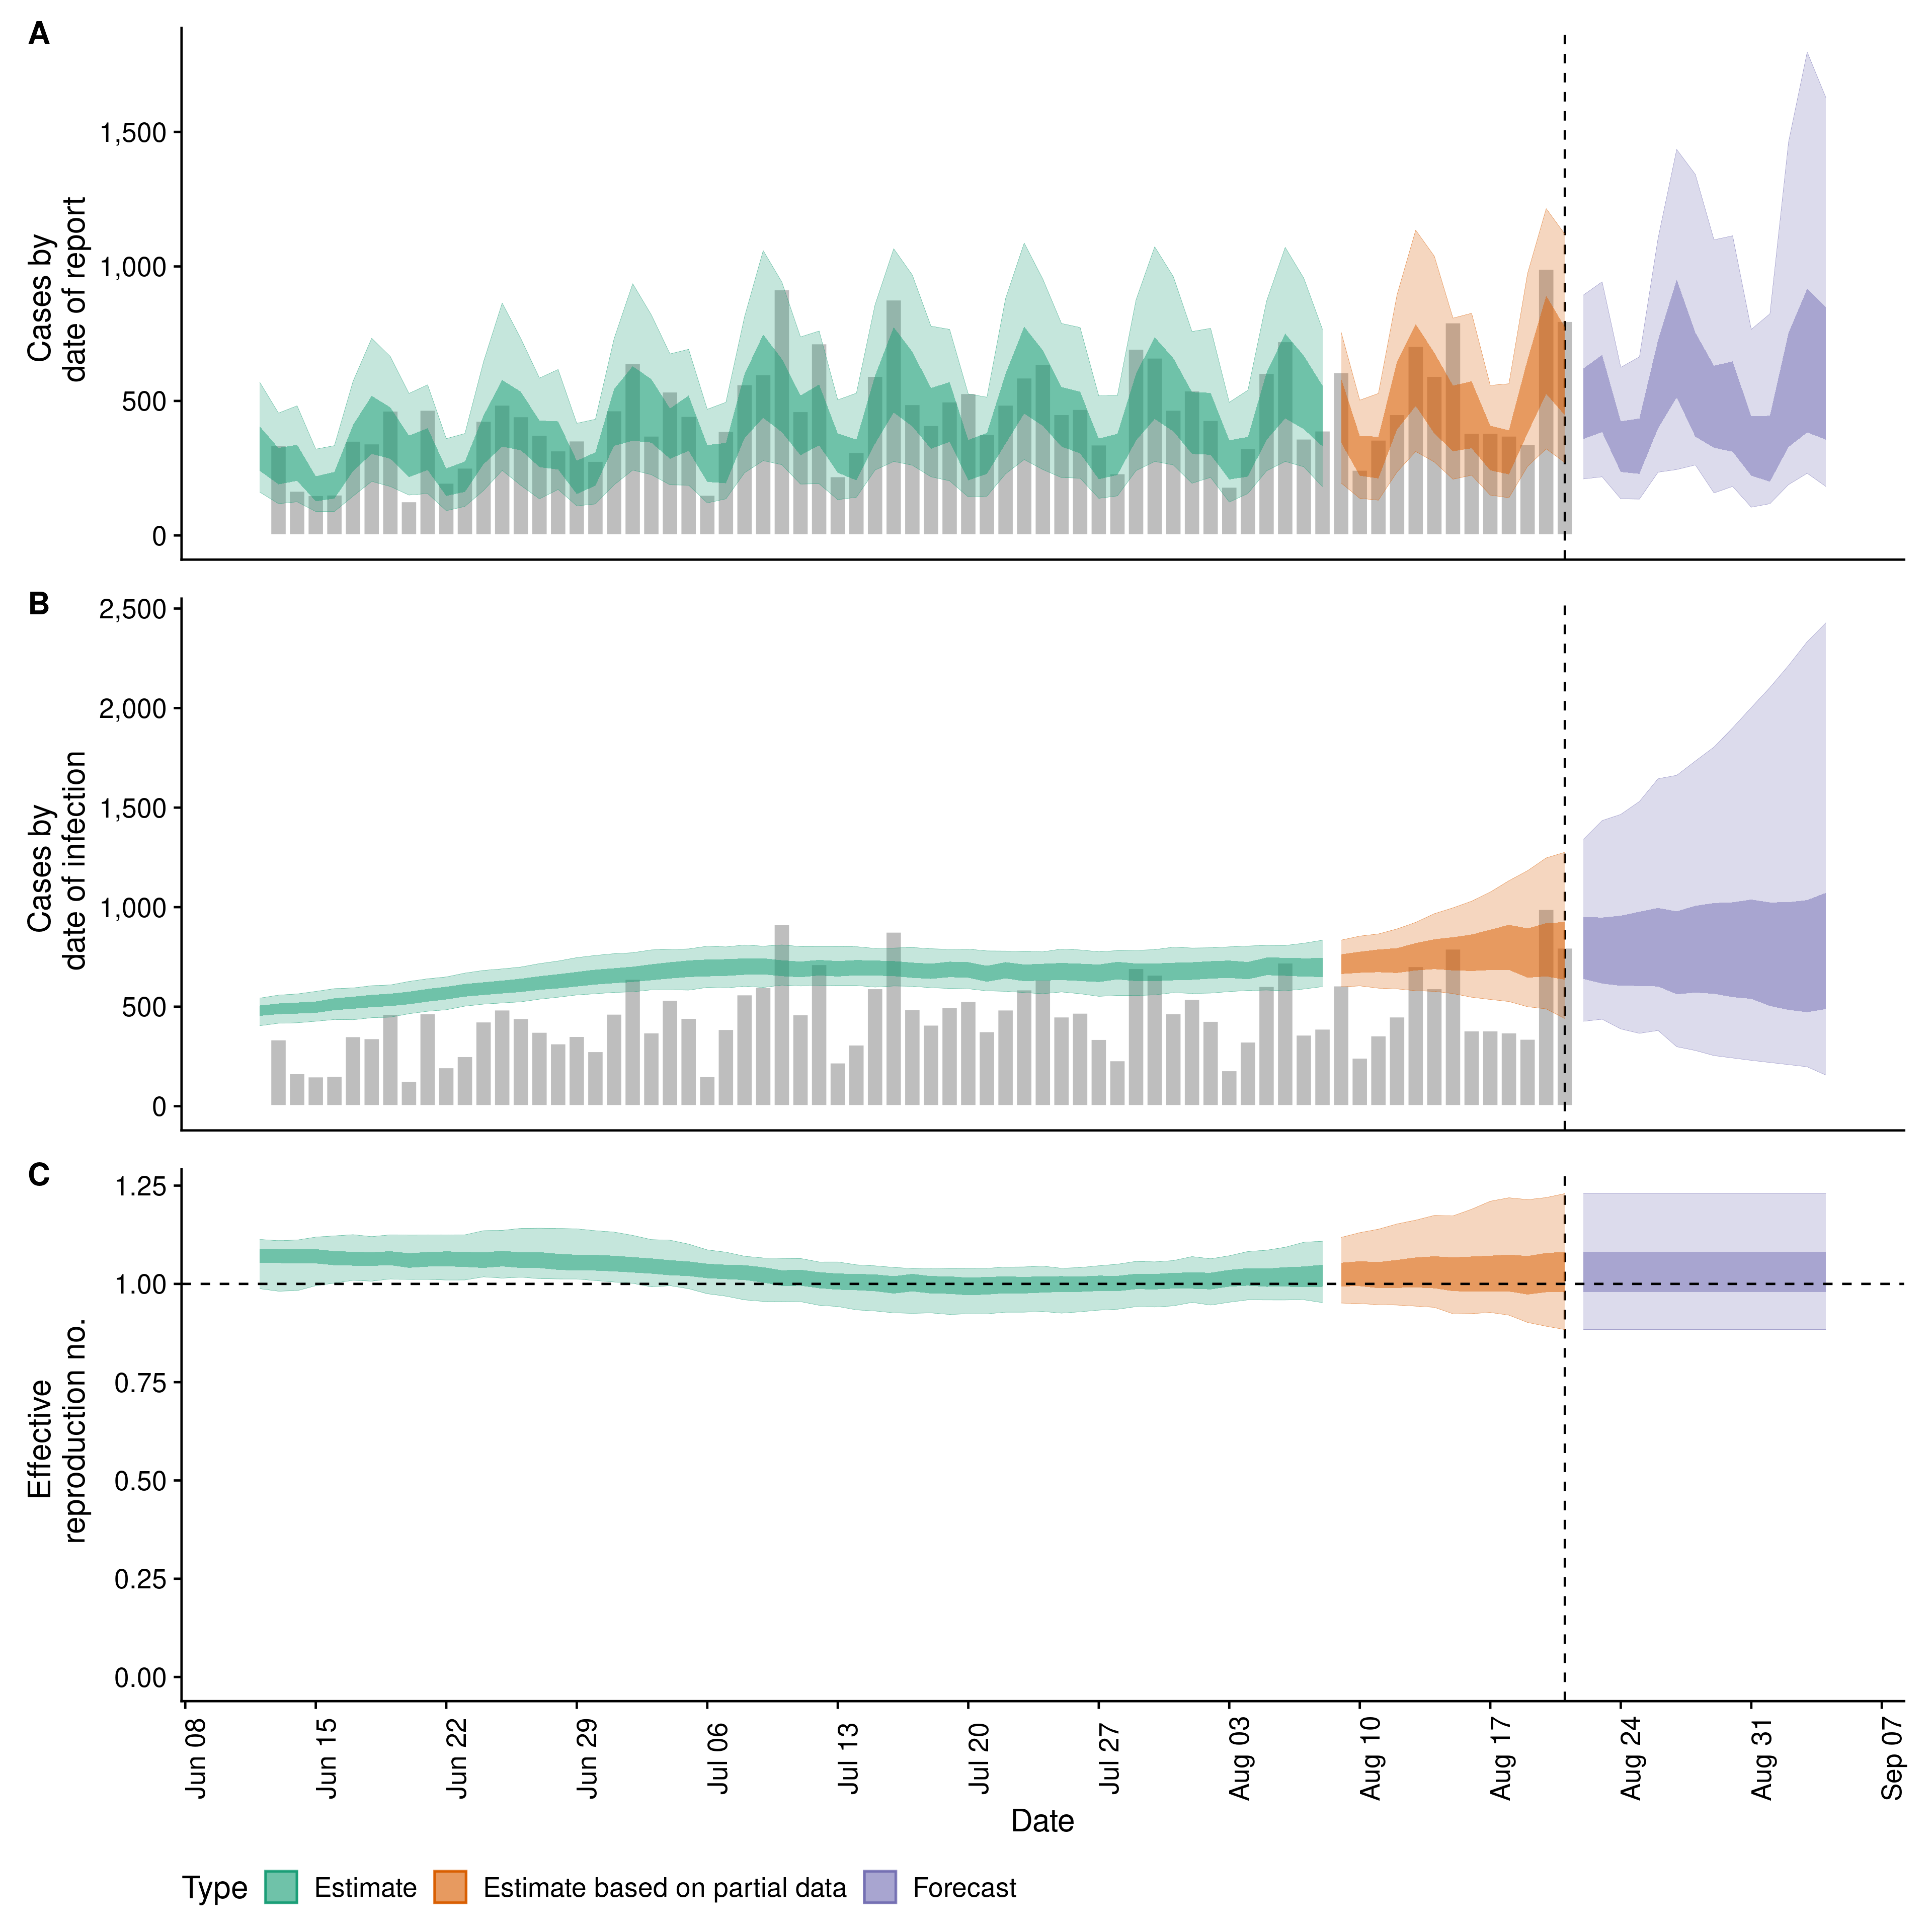 A
Cases by
date of report
1,500
1,000
500
0
B
Cases by
date of infection
2,500
2,000
1,500
1,000
500
0
C
Effective
reproduction no.
1.25
1.00
0.75
0.50
0.25
0.00
Jun 08
Jun 15
Jun 22
Jun 29
Jul 06
Jul 13
Jul 20
Jul 27
Aug 03
Aug 10
Aug 17
Aug 24
Aug 31
Sep 07
Date
Type Estimate Estimate based on partial data Forecast